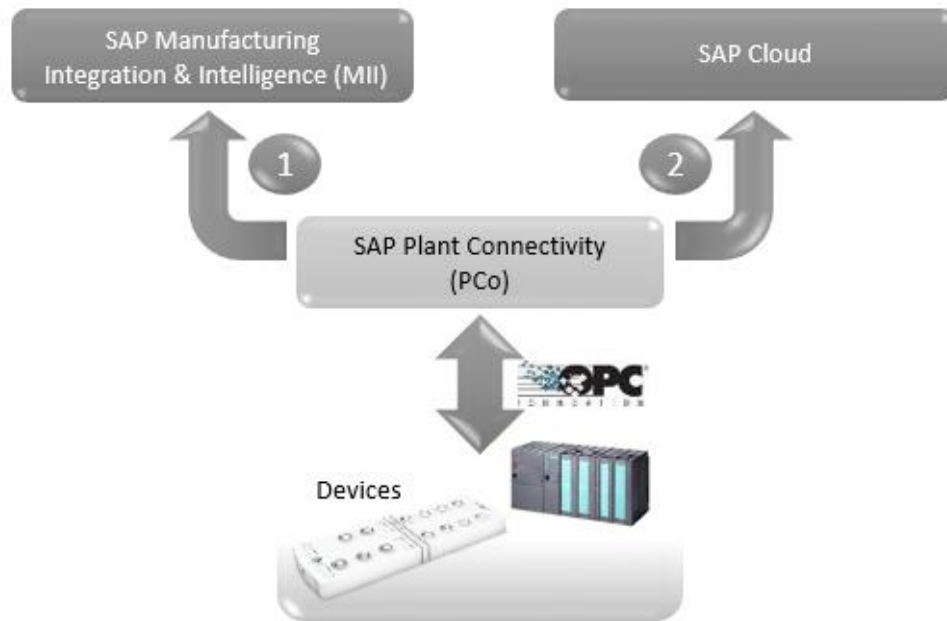 SAP Manufacturing
Integration & Intelligence (MII)
SAP Cloud
1
2
SAP Plant Connectivity
(PCo)
OPC
Devices